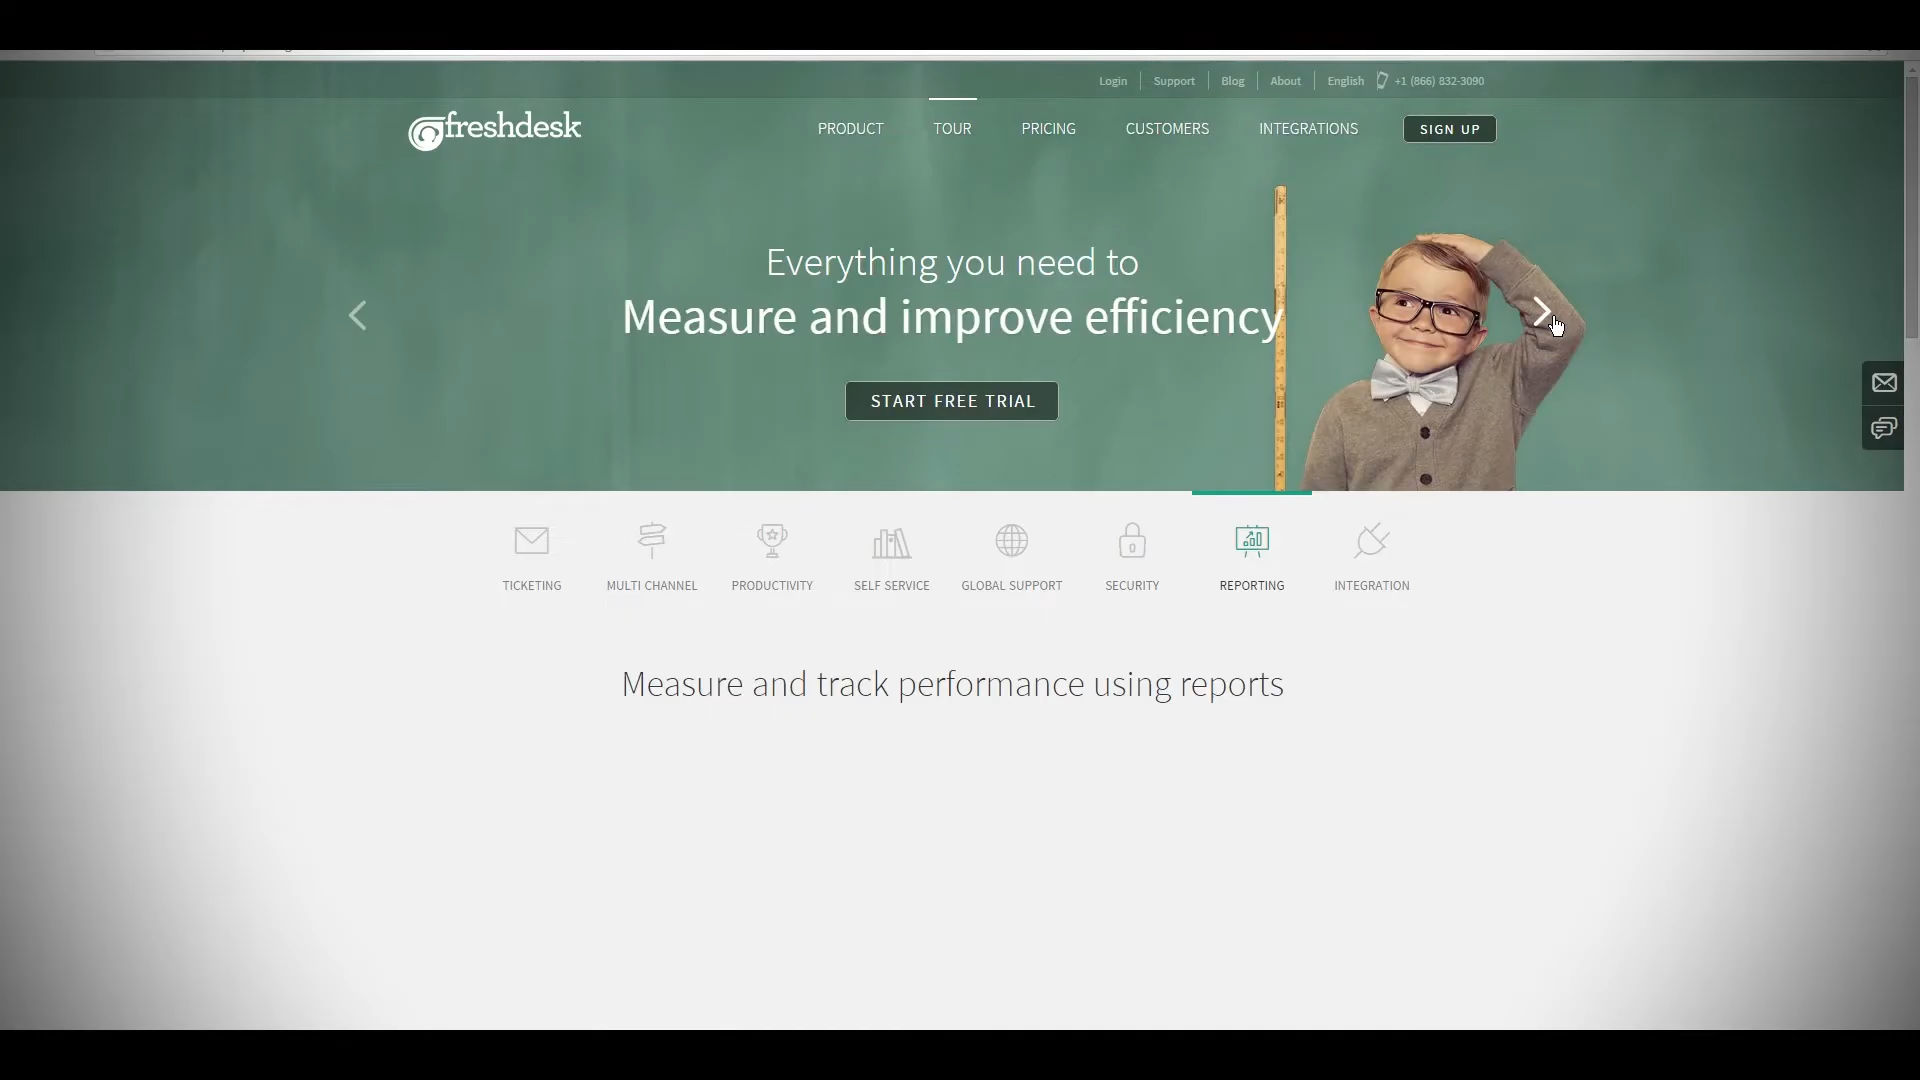 Login Support Blog About English +1 (866) 832-3090
freshdesk PRODUCT TOUR PRICING CUSTOMERS INTEGRATIONS SIGN UP
Everything you need to
Measure and improve efficiency
START FREE TRIAL
TICKETING MULTI CHANNEL PRODUCTIVITY SELF SERVICE GLOBAL SUPPORT SECURITY REPORTING INTEGRATION
Measure and track performance using reports